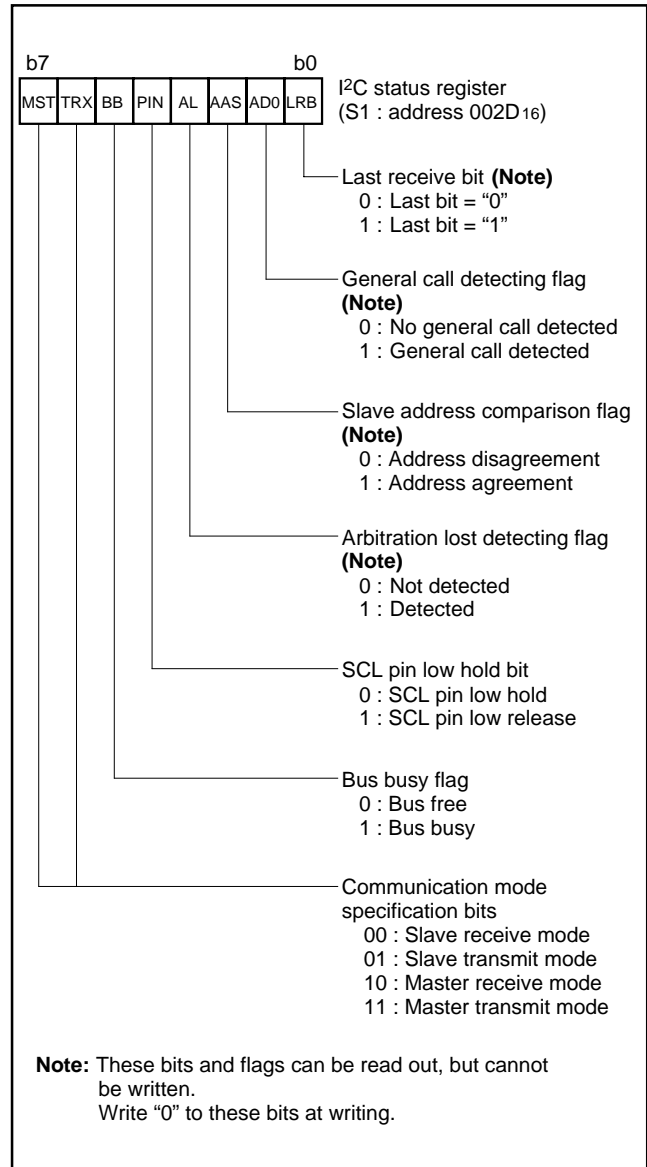 b7 b0
MST TRX BB PIN AL AAS AD0 LRB
I2C status register
(S1 : address 002D16)
Last receive bit (Note)
0 : Last bit = “0”
1 : Last bit = “1”
General call detecting flag
(Note)
0 : No general call detected
1 : General call detected
Slave address comparison flag
(Note)
0 : Address disagreement
1 : Address agreement
Arbitration lost detecting flag
(Note)
0 : Not detected
1 : Detected
SCL pin low hold bit
0 : SCL pin low hold
1 : SCL pin low release
Bus busy flag
0 : Bus free
1 : Bus busy
Communication mode
specification bits
00 : Slave receive mode
01 : Slave transmit mode
10 : Master receive mode
11 : Master transmit mode
Note: These bits and flags can be read out, but cannot
be written.
Write “0” to these bits at writing.